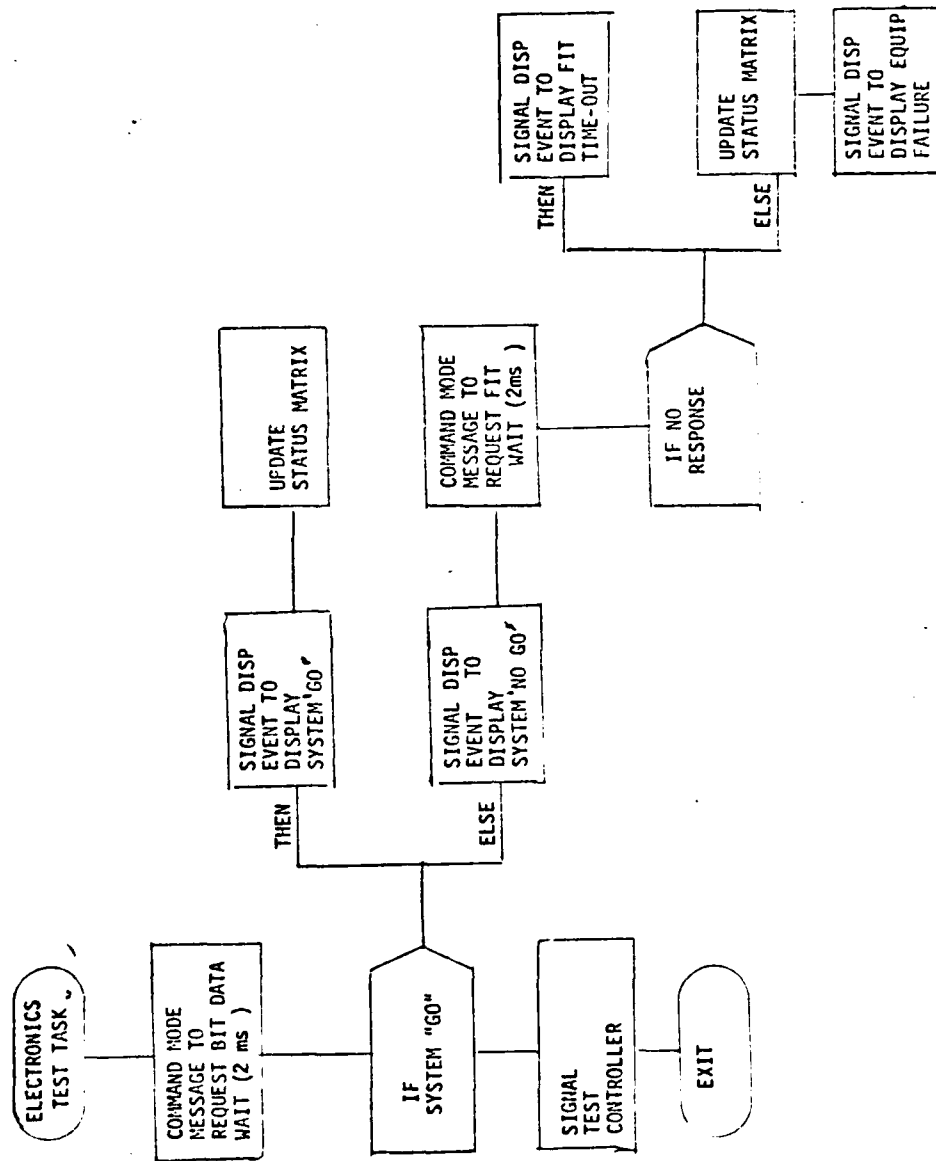 ELECTRONICS
TEST TASK
COMMAND MODE
MESSAGE TO
REQUEST BIT DATA
WAIT (2 ms )
IF
SYSTEM "GO"
SIGNAL
TEST
CONTROLLER
EXIT
THEN
SIGNAL DISP
EVENT TO
DISPLAY
SYSTEM 'GO'
UPDATE
STATUS MATRIX
ELSE
SIGNAL DISP
EVENT TO
DISPLAY
SYSTEM 'NO GO'
COMMAND MODE
MESSAGE TO
REQUEST FIT
WAIT (2ms )
IF NO
RESPONSE
THEN
SIGNAL DISP
EVENT TO
DISPLAY FIT
TIME-OUT
ELSE
UPDATE
STATUS MATRIX
SIGNAL DISP
EVENT TO
DISPLAY EQUIP
FAILURE